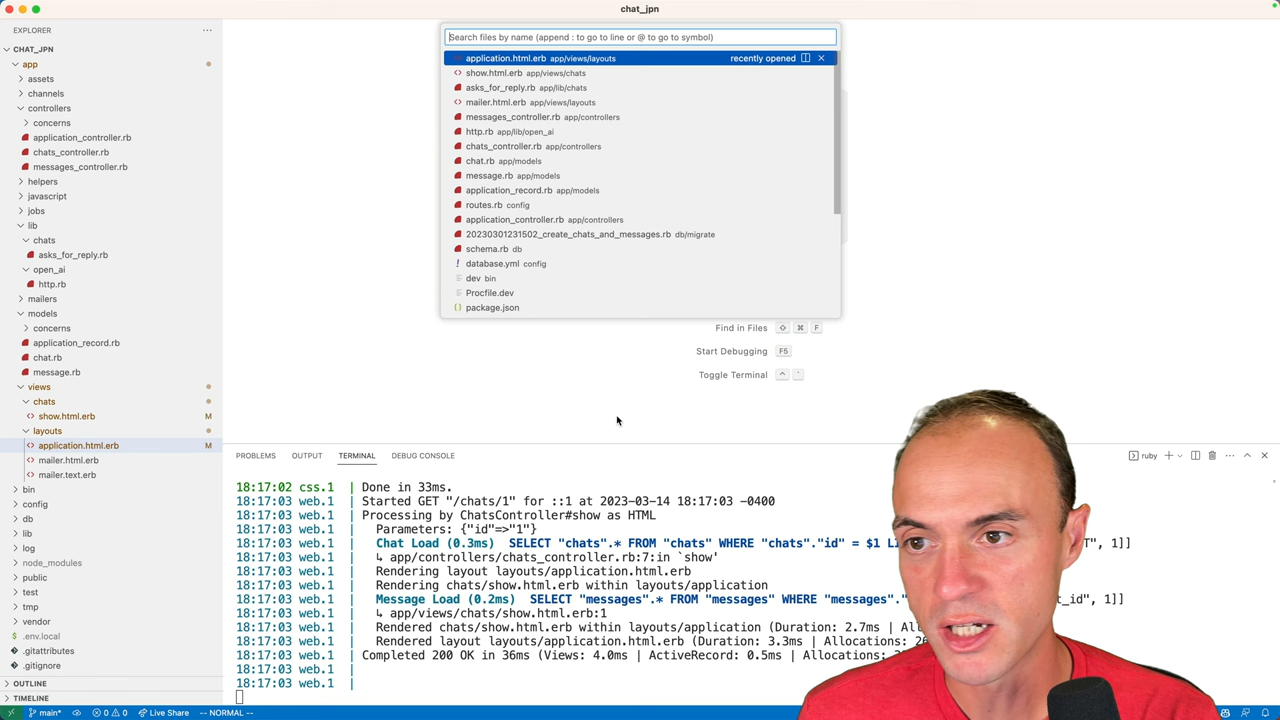 chat_jpn
EXPLORER
CHAT_JPN
app
assets
channels
controllers
concerns
application_controller.rb
chats_controller.rb
messages_controller.rb
helpers
javascript
jobs
lib
chats
asks_for_reply.rb
open_ai
http.rb
mailers
models
concerns
application_record.rb
chat.rb
message.rb
views
chats
show.html.erb M
layouts
application.html.erb M
mailer.html.erb
mailer.text.erb
bin
config
db
lib
log
node_modules
public
test
tmp
vendor
.env.local
.gitattributes
.gitignore
OUTLINE
TIMELINE
Search files by name (append : to go to line or @ to go to symbol)
application.html.erb app/views/layouts recently opened
show.html.erb app/views/chats
asks_for_reply.rb app/lib/chats
mailer.html.erb app/views/layouts
messages_controller.rb app/controllers
http.rb app/lib/open_ai
chats_controller.rb app/controllers
chat.rb app/models
message.rb app/models
application_record.rb app/models
routes.rb config
application_controller.rb app/controllers
20230301231502_create_chats_and_messages.rb db/migrate
schema.rb db
database.yml config
dev bin
Procfile.dev
package.json
Find in Files ⇧ ⌘ F
Start Debugging F5
Toggle Terminal ^ `
PROBLEMS OUTPUT TERMINAL DEBUG CONSOLE ruby
18:17:02 css.1 | Done in 33ms.
18:17:03 web.1 | Started GET "/chats/1" for ::1 at 2023-03-14 18:17:03 -0400
18:17:03 web.1 | Processing by ChatsController#show as HTML
18:17:03 web.1 | Parameters: {"id"=>"1"}
18:17:03 web.1 | Chat Load (0.3ms) SELECT "chats".* FROM "chats" WHERE "chats"."id" = $1 LI T", 1]]
18:17:03 web.1 | ↳ app/controllers/chats_controller.rb:7:in `show'
18:17:03 web.1 | Rendering layout layouts/application.html.erb
18:17:03 web.1 | Rendering chats/show.html.erb within layouts/application
18:17:03 web.1 | Message Load (0.2ms) SELECT "messages".* FROM "messages" WHERE "messages"." t_id", 1]]
18:17:03 web.1 | ↳ app/views/chats/show.html.erb:1
18:17:03 web.1 | Rendered chats/show.html.erb within layouts/application (Duration: 2.7ms | Al
18:17:03 web.1 | Rendered layout layouts/application.html.erb (Duration: 3.3ms | Allocations: 2
18:17:03 web.1 | Completed 200 OK in 36ms (Views: 4.0ms | ActiveRecord: 0.5ms | Allocations:
18:17:03 web.1 |
18:17:03 web.1 |
main* 0 0 Live Share -- NORMAL --